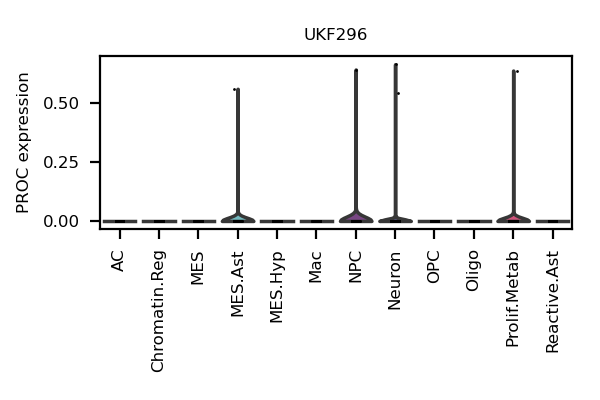 UKF296
PROC expression
0.50
0.25
0.00
AC
Chromatin.Reg
MES
MES.Ast
MES.Hyp
Mac
NPC
Neuron
OPC
Oligo
Prolif.Metab
Reactive.Ast